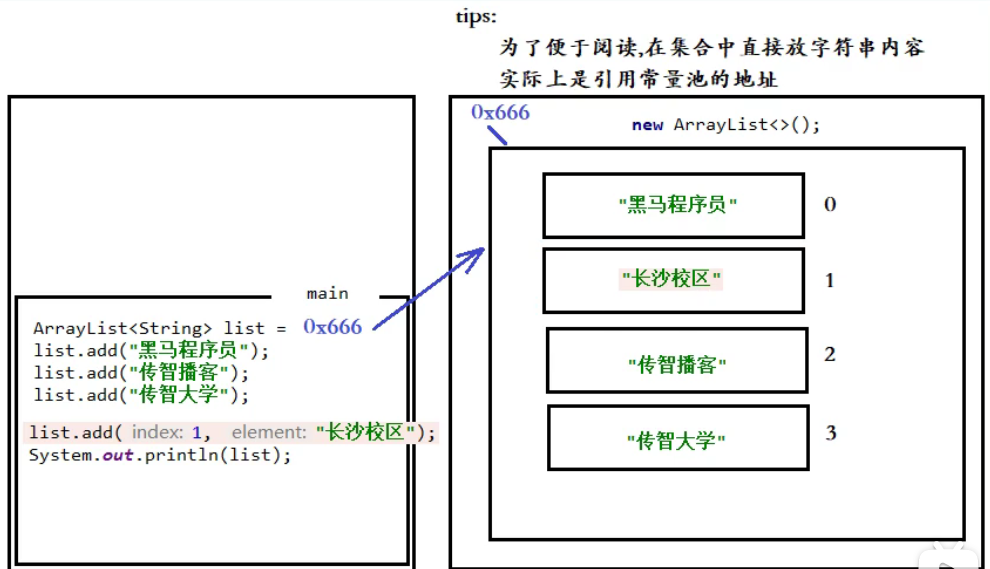 tips:
为了便于阅读,在集合中直接放字符串内容
实际上是引用常量池的地址
main
ArrayList<String> list = 0x666
list.add("黑马程序员");
list.add("传智播客");
list.add("传智大学");
list.add( index: 1, element: "长沙校区");
System.out.println(list);
0x666
new ArrayList<>();
"黑马程序员" 0
"长沙校区" 1
"传智播客" 2
"传智大学" 3